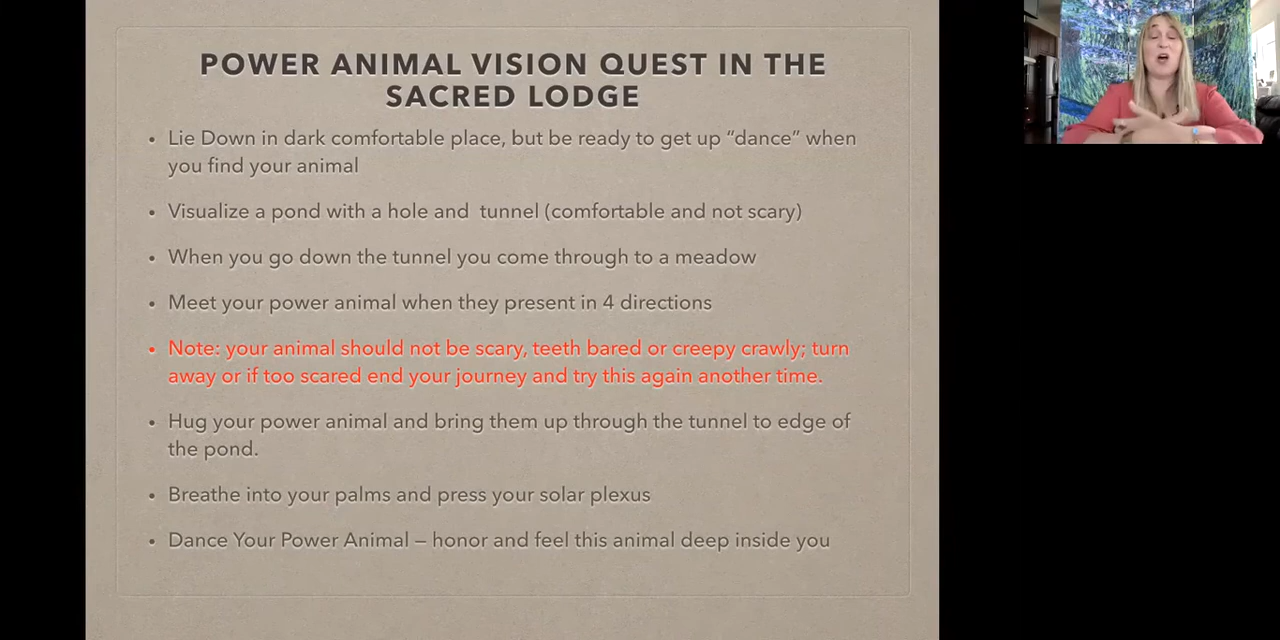 POWER ANIMAL VISION QUEST IN THE
SACRED LODGE
• Lie Down in dark comfortable place, but be ready to get up “dance” when
you find your animal
• Visualize a pond with a hole and tunnel (comfortable and not scary)
• When you go down the tunnel you come through to a meadow
• Meet your power animal when they present in 4 directions
• Note: your animal should not be scary, teeth bared or creepy crawly; turn
away or if too scared end your journey and try this again another time.
• Hug your power animal and bring them up through the tunnel to edge of
the pond.
• Breathe into your palms and press your solar plexus
• Dance Your Power Animal – honor and feel this animal deep inside you